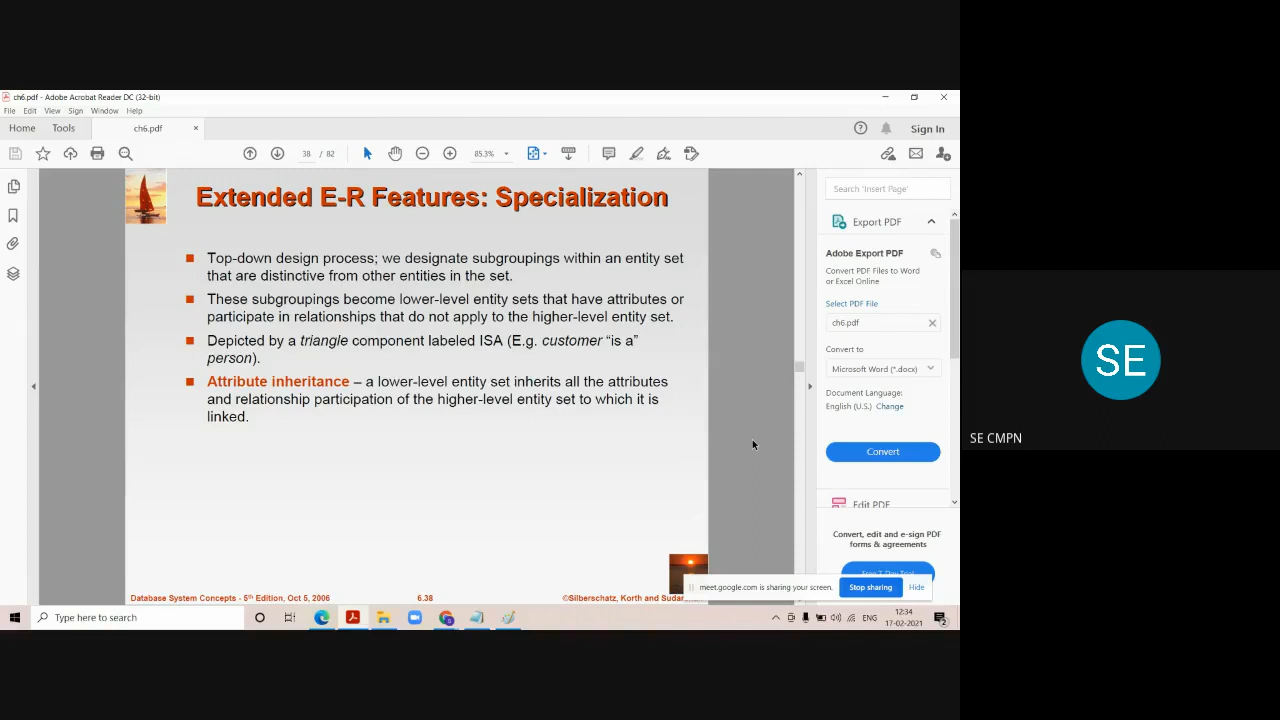 ch6.pdf - Adobe Acrobat Reader DC (32-bit)
File Edit View Sign Window Help
Home Tools ch6.pdf × Sign In
38 / 82 85.3%
Extended E-R Features: Specialization
Top-down design process; we designate subgroupings within an entity set
that are distinctive from other entities in the set.
These subgroupings become lower-level entity sets that have attributes or
participate in relationships that do not apply to the higher-level entity set.
Depicted by a triangle component labeled ISA (E.g. customer “is a”
person).
Attribute inheritance – a lower-level entity set inherits all the attributes
and relationship participation of the higher-level entity set to which it is
linked.
Database System Concepts - 5th Edition, Oct 5, 2006 6.38 ©Silberschatz, Korth and
Search 'Insert Page'
Export PDF
Adobe Export PDF
Convert PDF Files to Word
or Excel Online
Select PDF File
ch6.pdf
Convert to
Microsoft Word (*.docx)
Document Language:
English (U.S.) Change
Convert
Edit PDF
Convert, edit and e-sign PDF
forms & agreements
meet.google.com is sharing your screen. Stop sharing Hide
Type here to search
ENG
12:34
17-02-2021
2
SE
SE CMPN